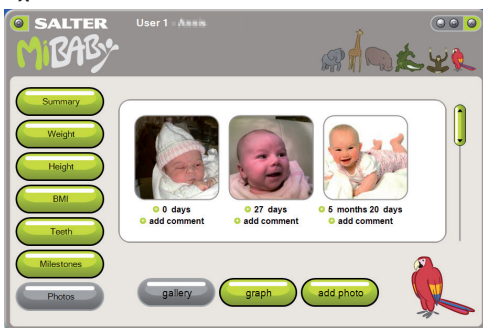 SALTER
User 1
MiBABY
Summary
Weight
Height
BMI
Teeth
Milestones
Photos
0 days
add comment
27 days
add comment
5 months 20 days
add comment
gallery
graph
add photo